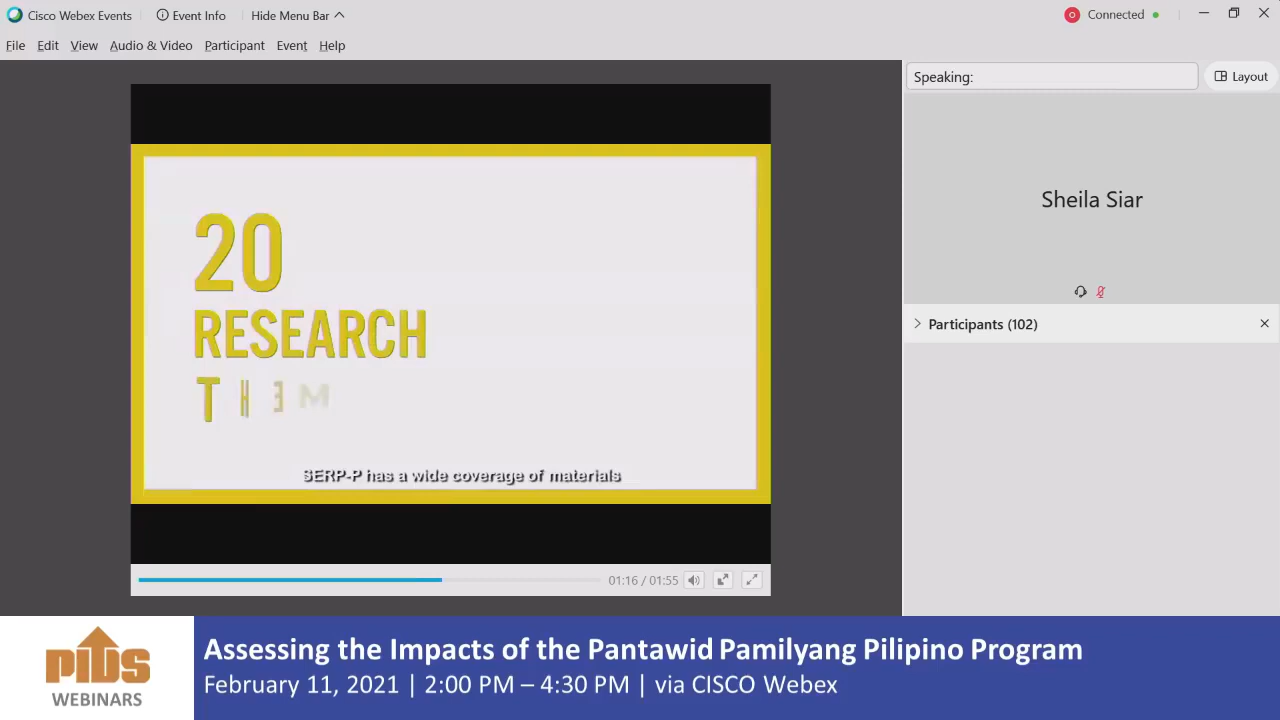 Cisco Webex Events
Event Info
Hide Menu Bar
Connected
File Edit View Audio & Video Participant Event Help
Speaking:
Layout
Sheila Siar
Participants (102)
20
RESEARCH
THEM
SERP-P has a wide coverage of materials
01:16 / 01:55
PIDS
WEBINARS
Assessing the Impacts of the Pantawid Pamilyang Pilipino Program
February 11, 2021 | 2:00 PM – 4:30 PM | via CISCO Webex